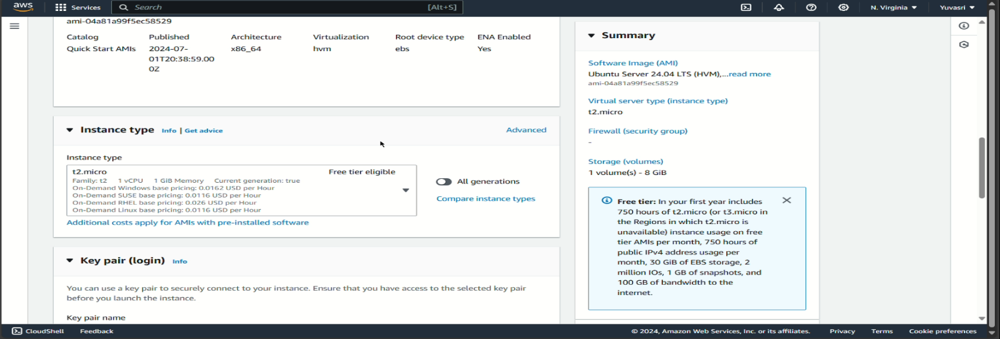 aws
Services
Search
[Alt+S]
N. Virginia
Yuvasri
ami-04a81a99f5ec58529
Catalog Published Architecture Virtualization Root device type ENA Enabled
Quick Start AMIs 2024-07- x86_64 hvm ebs Yes
01T20:38:59.00
0Z
Instance type Info | Get advice Advanced
Instance type
t2.micro Free tier eligible
Family: t2 1 vCPU 1 GiB Memory Current generation: true
On-Demand Windows base pricing: 0.0162 USD per Hour
On-Demand SUSE base pricing: 0.0116 USD per Hour
On-Demand RHEL base pricing: 0.026 USD per Hour
On-Demand Linux base pricing: 0.0116 USD per Hour
All generations
Compare instance types
Additional costs apply for AMIs with pre-installed software
Key pair (login) Info
You can use a key pair to securely connect to your instance. Ensure that you have access to the selected key pair
before you launch the instance.
Key pair name
Summary
Software Image (AMI)
Ubuntu Server 24.04 LTS (HVM),...read more
ami-04a81a99f5ec58529
Virtual server type (instance type)
t2.micro
Firewall (security group)
-
Storage (volumes)
1 volume(s) - 8 GiB
Free tier: In your first year includes
750 hours of t2.micro (or t3.micro in
the Regions in which t2.micro is
unavailable) instance usage on free
tier AMIs per month, 750 hours of
public IPv4 address usage per
month, 30 GiB of EBS storage, 2
million IOs, 1 GB of snapshots, and
100 GB of bandwidth to the
internet.
CloudShell Feedback © 2024, Amazon Web Services, Inc. or its affiliates. Privacy Terms Cookie preferences